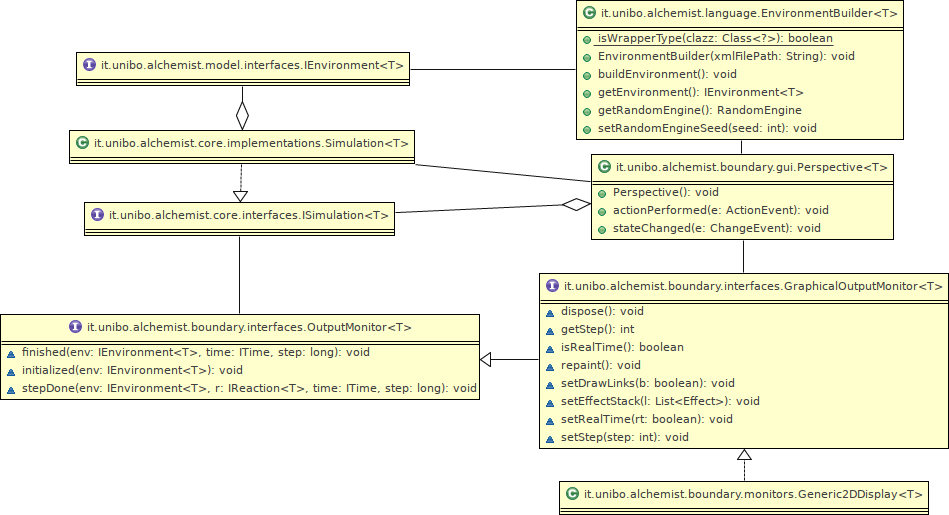 it.unibo.alchemist.language.EnvironmentBuilder<T>
isWrapperType(clazz: Class<?>): boolean
EnvironmentBuilder(xmlFilePath: String): void
buildEnvironment(): void
getEnvironment(): IEnvironment<T>
getRandomEngine(): RandomEngine
setRandomEngineSeed(seed: int): void
I it.unibo.alchemist.model.interfaces.IEnvironment<T>
C it.unibo.alchemist.core.implementations.Simulation<T>
C it.unibo.alchemist.boundary.gui.Perspective<T>
Perspective(): void
actionPerformed(e: ActionEvent): void
stateChanged(e: ChangeEvent): void
I it.unibo.alchemist.core.interfaces.ISimulation<T>
I it.unibo.alchemist.boundary.interfaces.GraphicalOutputMonitor<T>
dispose(): void
getStep(): int
isRealTime(): boolean
repaint(): void
setDrawLinks(b: boolean): void
setEffectStack(l: List<Effect>): void
setRealTime(rt: boolean): void
setStep(step: int): void
I it.unibo.alchemist.boundary.interfaces.OutputMonitor<T>
finished(env: IEnvironment<T>, time: ITime, step: long): void
initialized(env: IEnvironment<T>): void
stepDone(env: IEnvironment<T>, r: IReaction<T>, time: ITime, step: long): void
C it.unibo.alchemist.boundary.monitors.Generic2DDisplay<T>